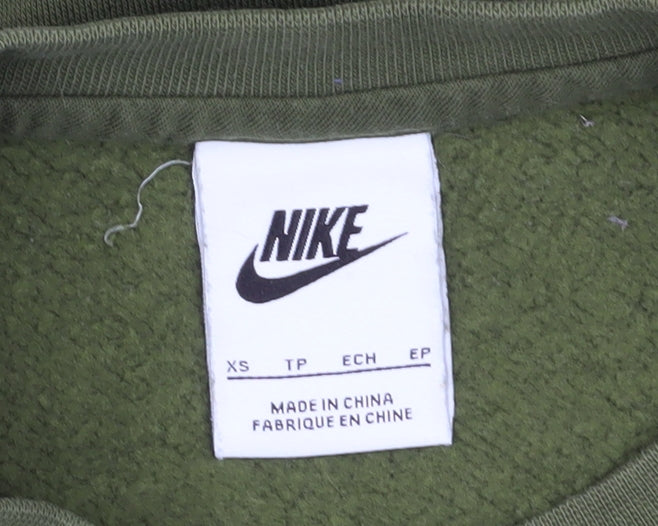 NIKE
XS TP ECH EP
MADE IN CHINA
FABRIQUE EN CHINE